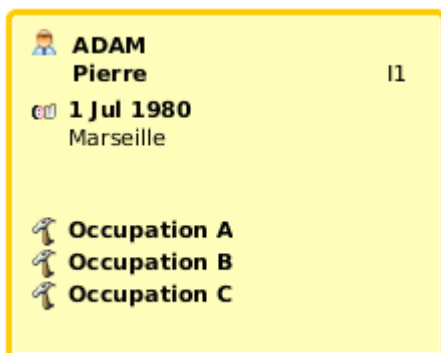 ADAM
Pierre I1
1 Jul 1980
Marseille
Occupation A
Occupation B
Occupation C